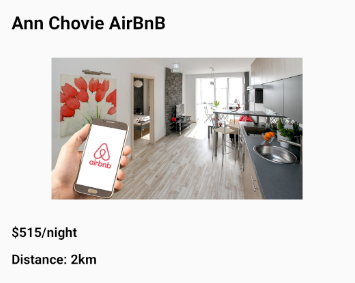 Ann Chovie AirBnB
airbnb
$515/night
Distance: 2km